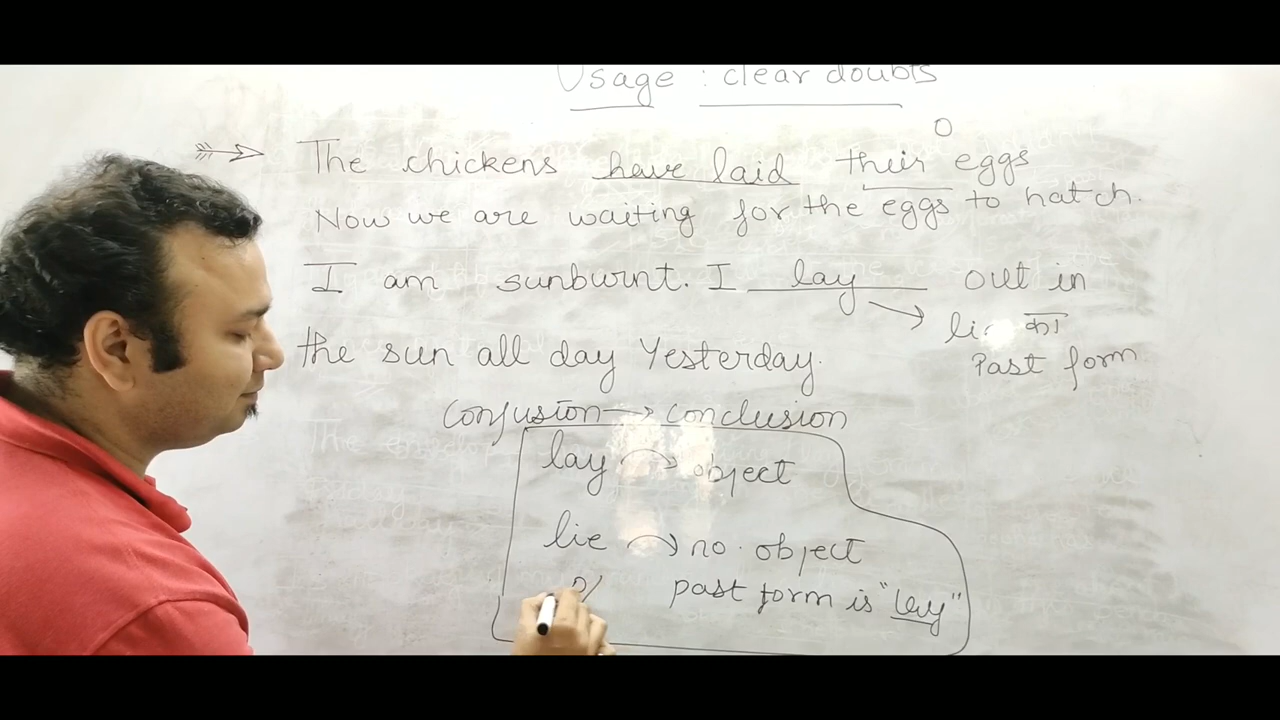 Usage : clear doubts
O
The chickens have laid their eggs
Now we are waiting for the eggs to hatch.
I am sunburnt. I lay out in
lie का
Past form
the sun all day Yesterday.
Confusion → conclusion
lay → object
lie → no object
past form is "lay"